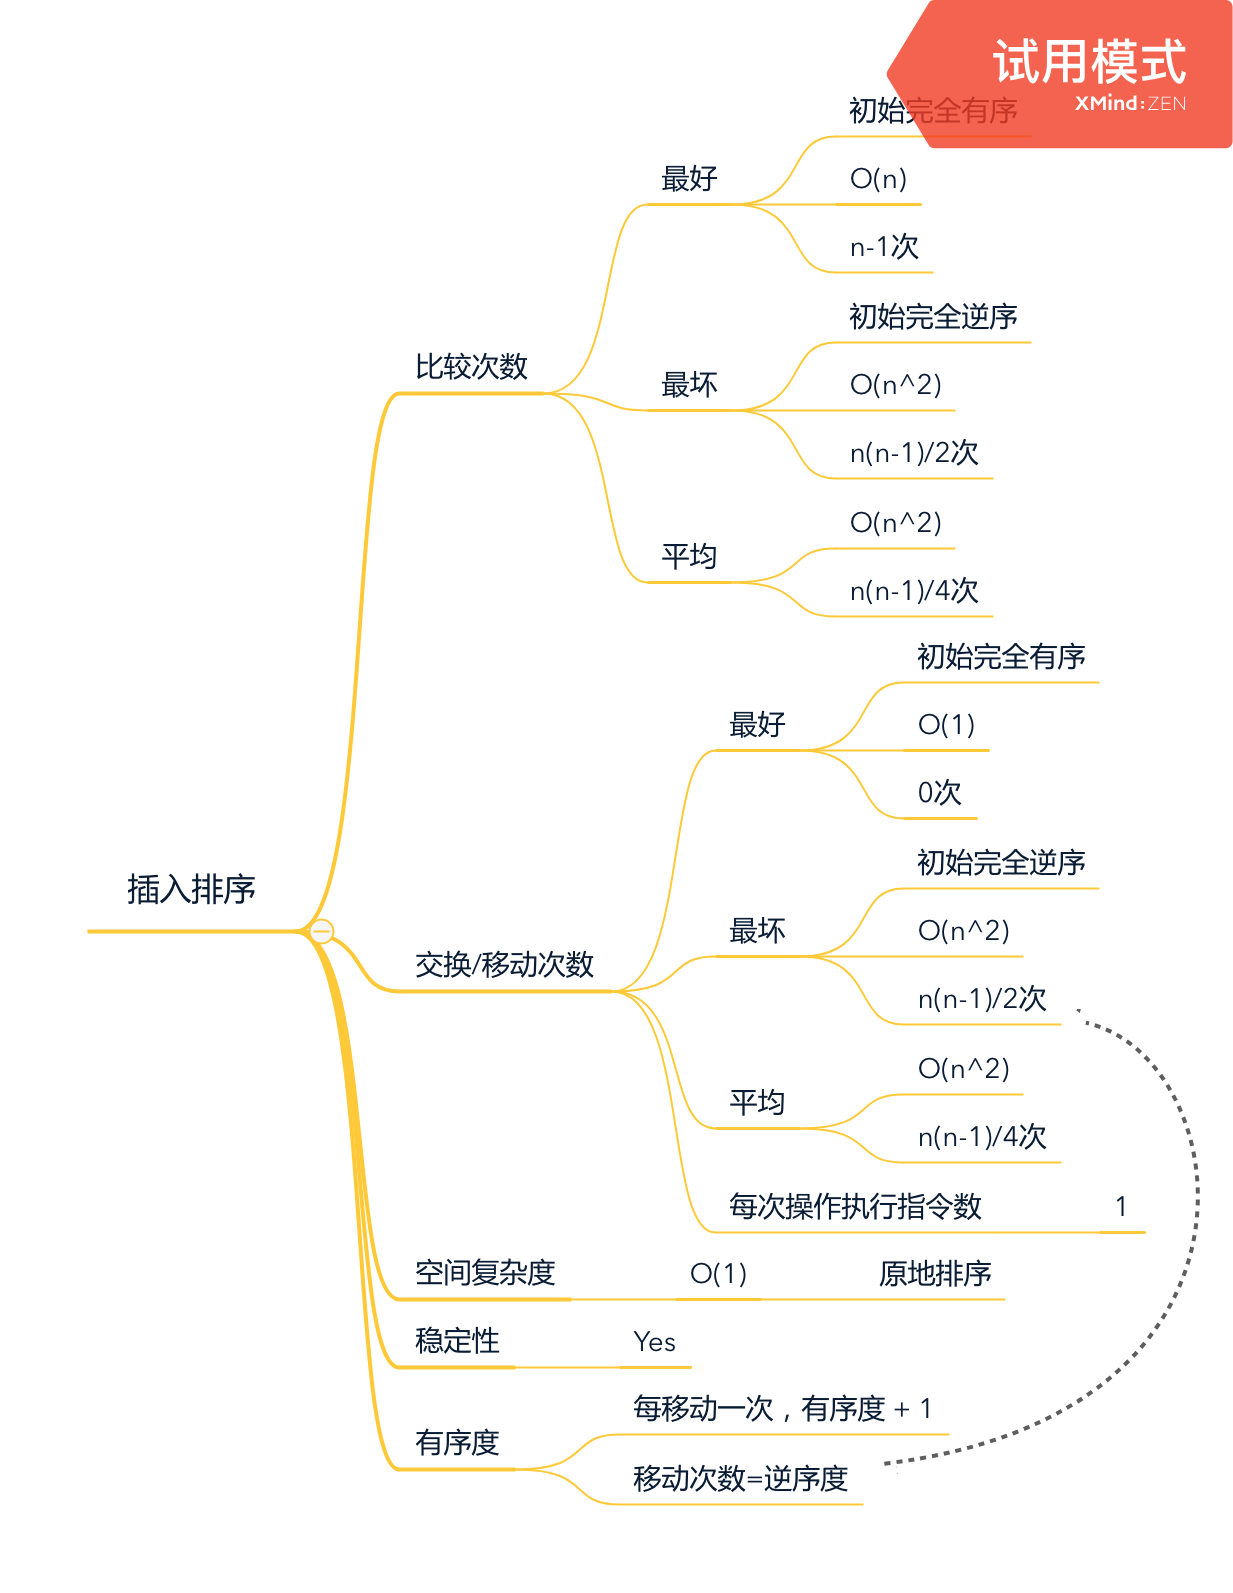 试用模式
XMind:ZEN
插入排序
比较次数
最好
初始完全有序
O(n)
n-1次
最坏
初始完全逆序
O(n^2)
n(n-1)/2次
平均
O(n^2)
n(n-1)/4次
交换/移动次数
最好
初始完全有序
O(1)
0次
最坏
初始完全逆序
O(n^2)
n(n-1)/2次
平均
O(n^2)
n(n-1)/4次
每次操作执行指令数
1
空间复杂度
O(1)
原地排序
稳定性
Yes
有序度
每移动一次，有序度 + 1
移动次数=逆序度